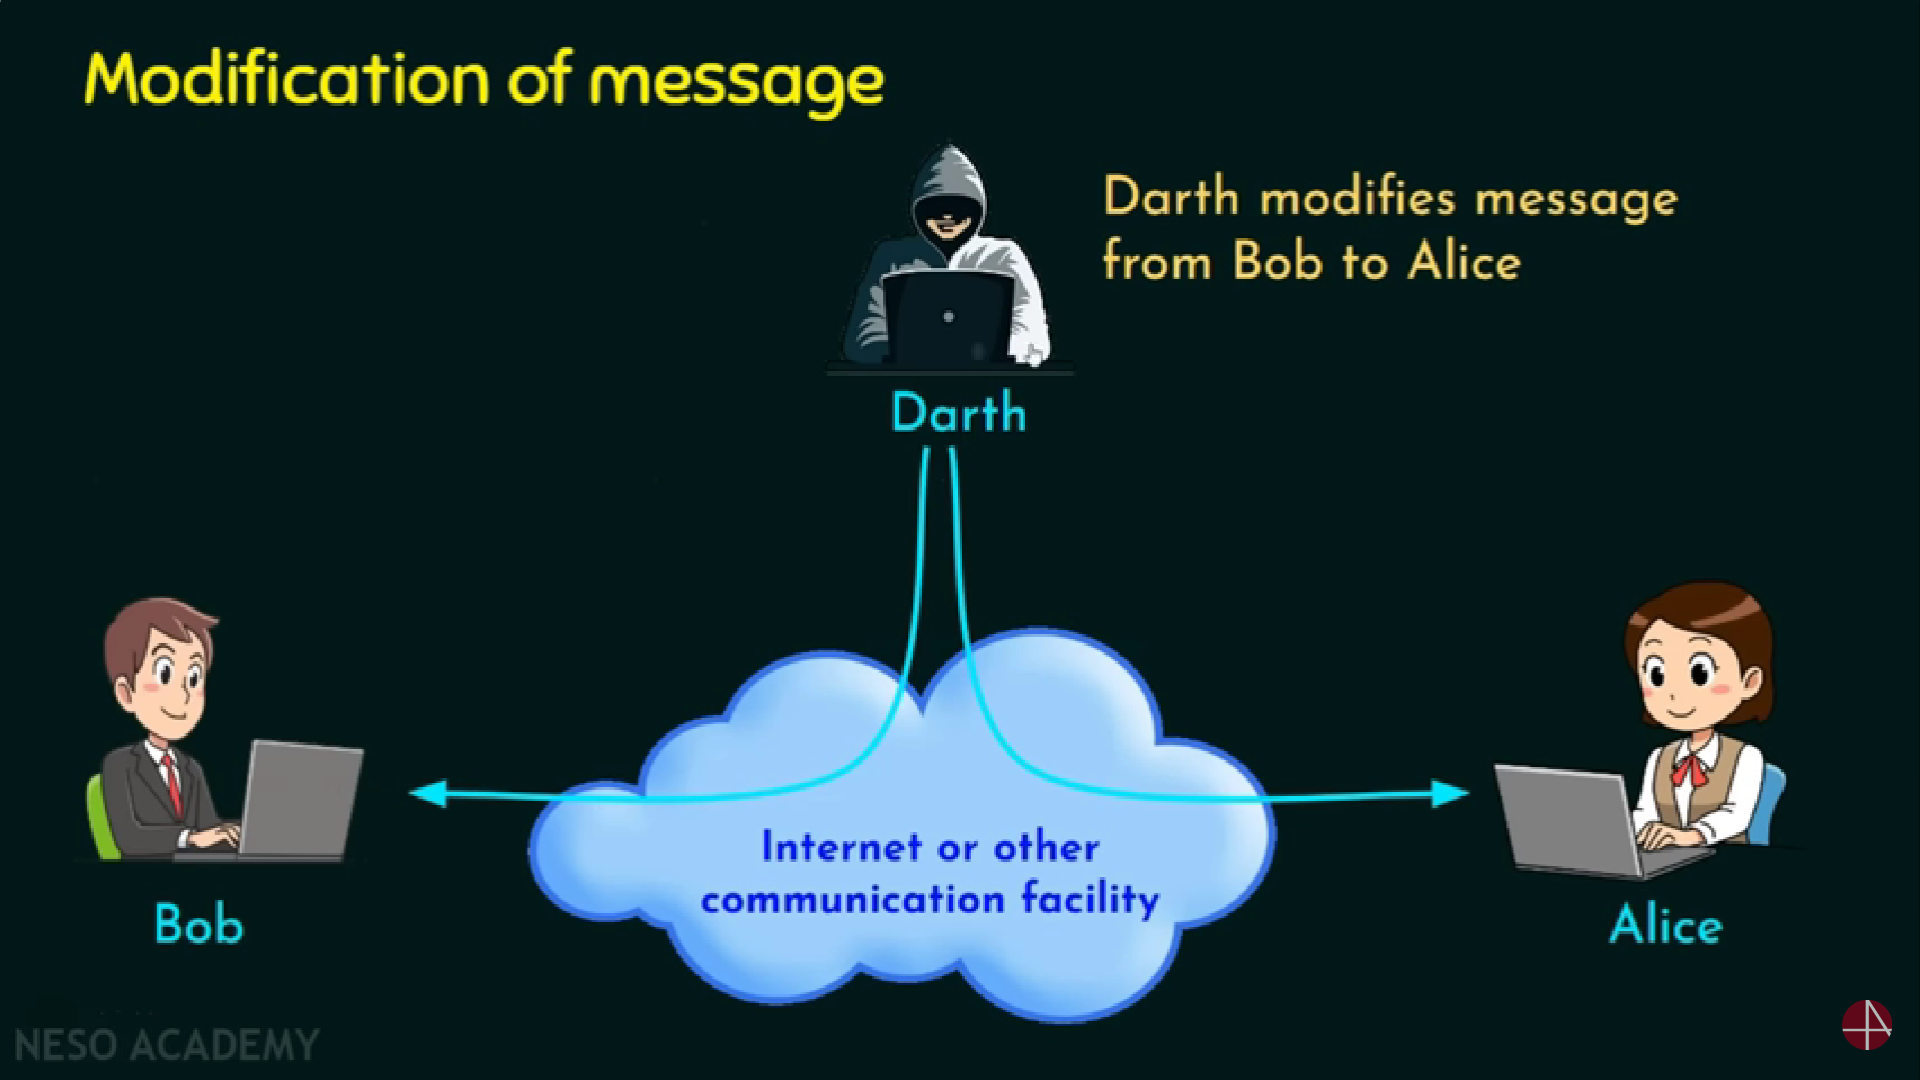 Modification of message
Darth modifies message
from Bob to Alice
Darth
Internet or other
communication facility
Bob
Alice
NESO ACADEMY